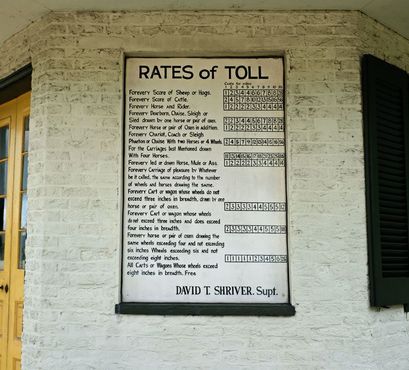 RATES of TOLL
Cents for miles
Forevery Score of Sheep or Hogs.
Forevery Score of Cattle.
Forevery Horse and Rider.
Forevery Dearborn, Chaise, Sleigh or
Sled drawn by one horse or pair of oxen.
Forevery Horse or Pair of Oxen in addition.
Forevery Chariot, Coach or Sleigh
Phaeton or Chaise With two Horses or 4 Wheels
For the Carriages last Mentioned drawn
With Four Horses.
Forevery led or driven Horse, Mule or Ass.
Forevery Carriage of pleasure by Whatever
be it called, the same according to the number
of wheels and horses drawing the same.
Forevery Cart or wagon whose wheels do not
exceed three inches in breadth, drawn by one
horse or pair of oxen.
Forevery Cart or wagon whose wheels
do not exceed three inches and does exceed
four inches in breadth.
Forevery horse or pair of oxen drawing the
same wheels exceeding four and not exceeding
six inches Wheels exceeding six and not
exceeding eight inches.
All Carts or Wagons Whose wheels exceed
eight inches in breadth. Free
DAVID T. SHRIVER. Supt.